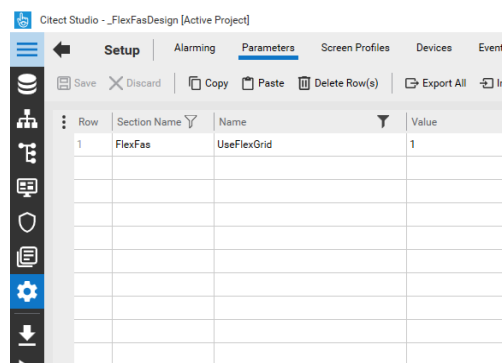 Citect Studio - _FlexFasDesign [Active Project]
Setup Alarming Parameters Screen Profiles Devices Event
Save Discard Copy Paste Delete Row(s) Export All
Row Section Name Name Value
1 FlexFas UseFlexGrid 1